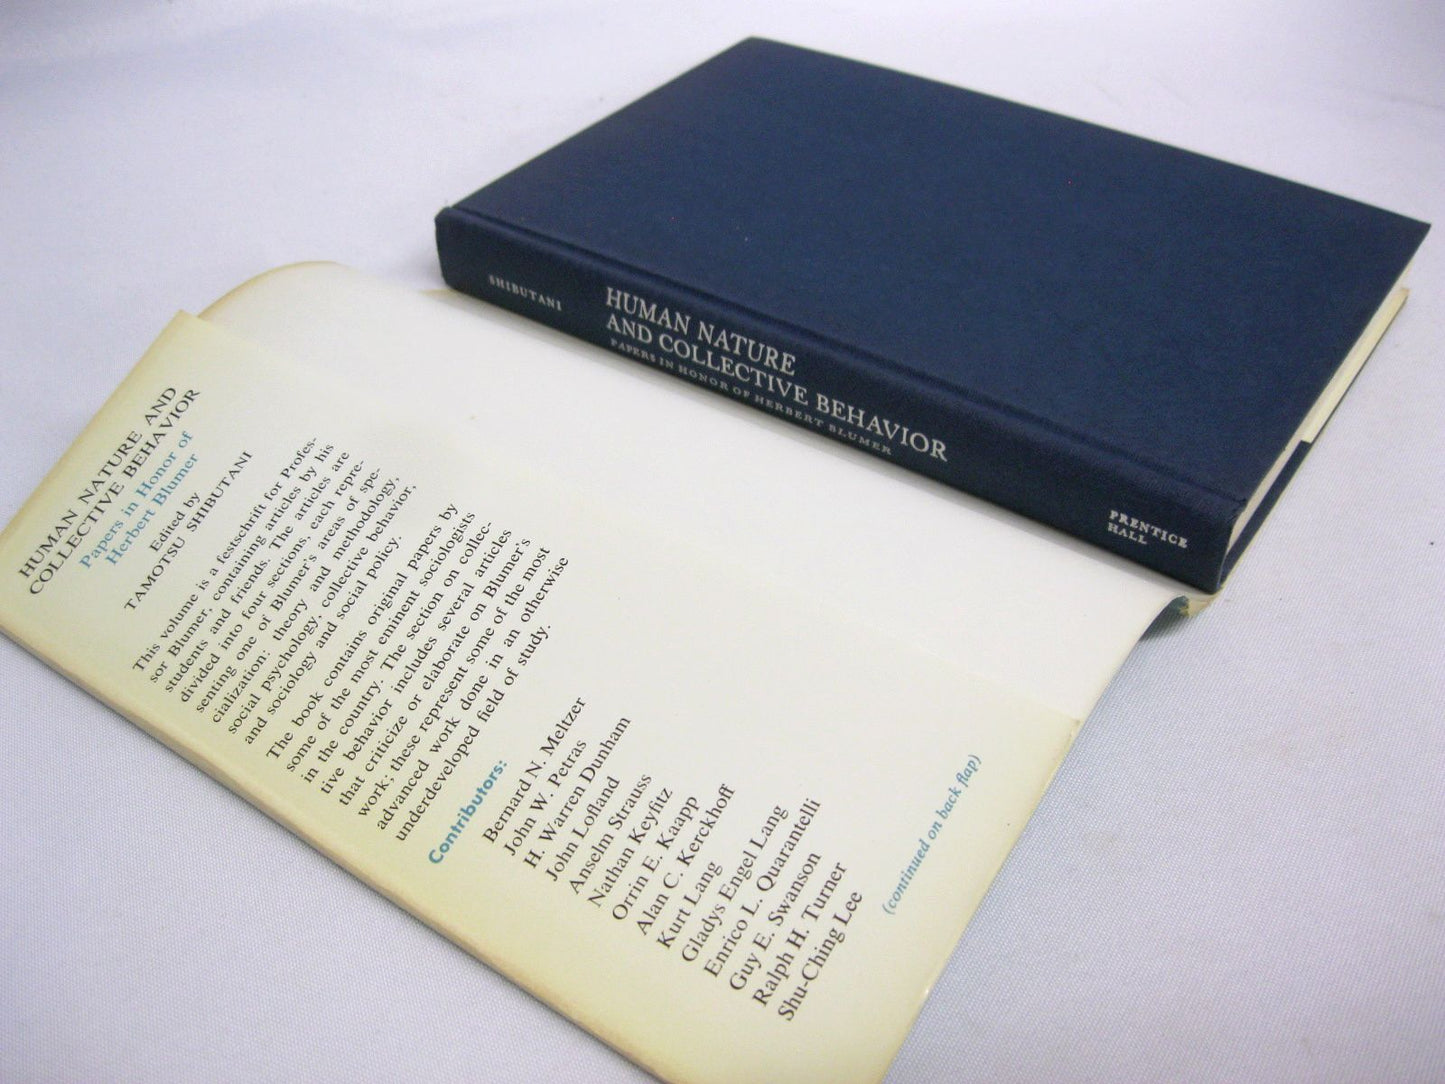 SHIBUTANI
HUMAN NATURE
AND COLLECTIVE BEHAVIOR
PAPERS IN HONOR OF HERBERT BLUMER
PRENTICE
HALL
HUMAN NATURE AND
COLLECTIVE BEHAVIOR
Papers in Honor of
Herbert Blumer
Edited by
TAMOTSU SHIBUTANI
This volume is a festschrift for Profes-
sor Blumer, containing articles by his
students and friends. The articles are
divided into four sections, each repre-
senting one of Blumer's areas of spe-
cialization: theory and methodology,
social psychology, collective behavior,
and sociology and social policy.
The book contains original papers by
some of the most eminent sociologists
in the country. The section on collec-
tive behavior includes several articles
that criticize or elaborate on Blumer's
work; these represent some of the most
advanced work done in an otherwise
underdeveloped field of study.
Contributors:
Bernard N. Meltzer
John W. Petras
H. Warren Dunham
John Lofland
Anselm Strauss
Nathan Keyfitz
Orrin E. Kaapp
Alan C. Kerckhoff
Kurt Lang
Gladys Engel Lang
Enrico L. Quarantelli
Guy E. Swanson
Ralph H. Turner
Shu-Ching Lee
(continued on back flap)